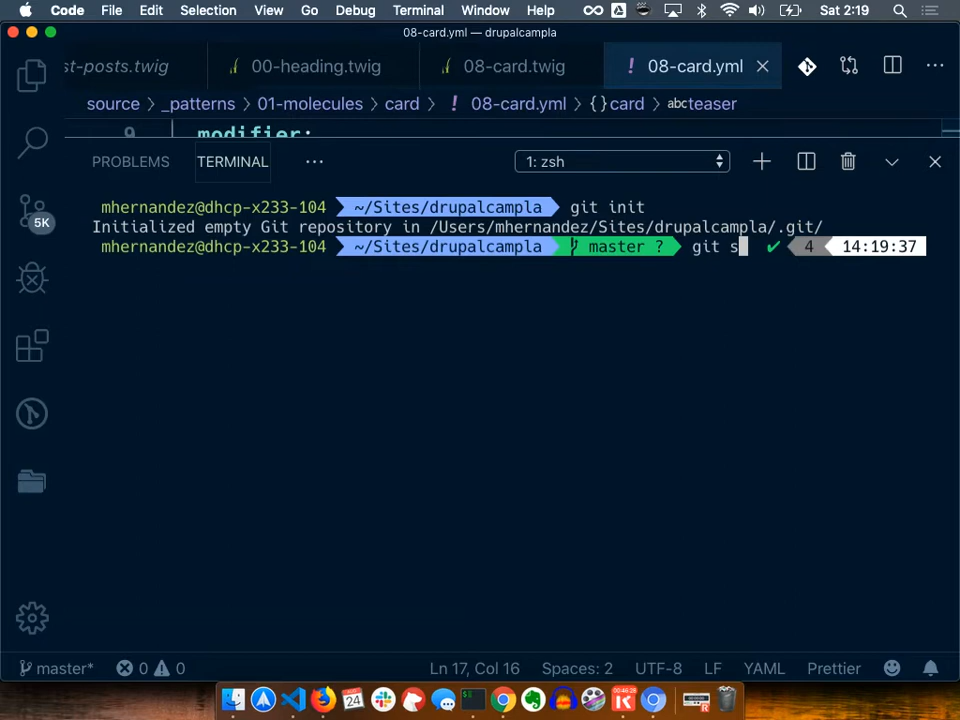 Code File Edit View Go Debug Terminal Window Help Sat 2:19
08-card.yml — drupalcampla
st-posts.twig 00-heading.twig 08-card.twig ! 08-card.yml
source > _patterns > 01-molecules > card > ! 08-card.yml > {} card > abc teaser
9 modifier:
PROBLEMS TERMINAL ... 1: zsh
mhernandez@dhcp-x233-104 ~/Sites/drupalcampla git init
Initialized empty Git repository in /Users/mhernandez/Sites/drupalcampla/.git/
mhernandez@dhcp-x233-104 ~/Sites/drupalcampla master ? git s ✔ 4 14:19:37
5K
master* 0 0 Ln 17, Col 16 Spaces: 2 UTF-8 LF YAML Prettier
24